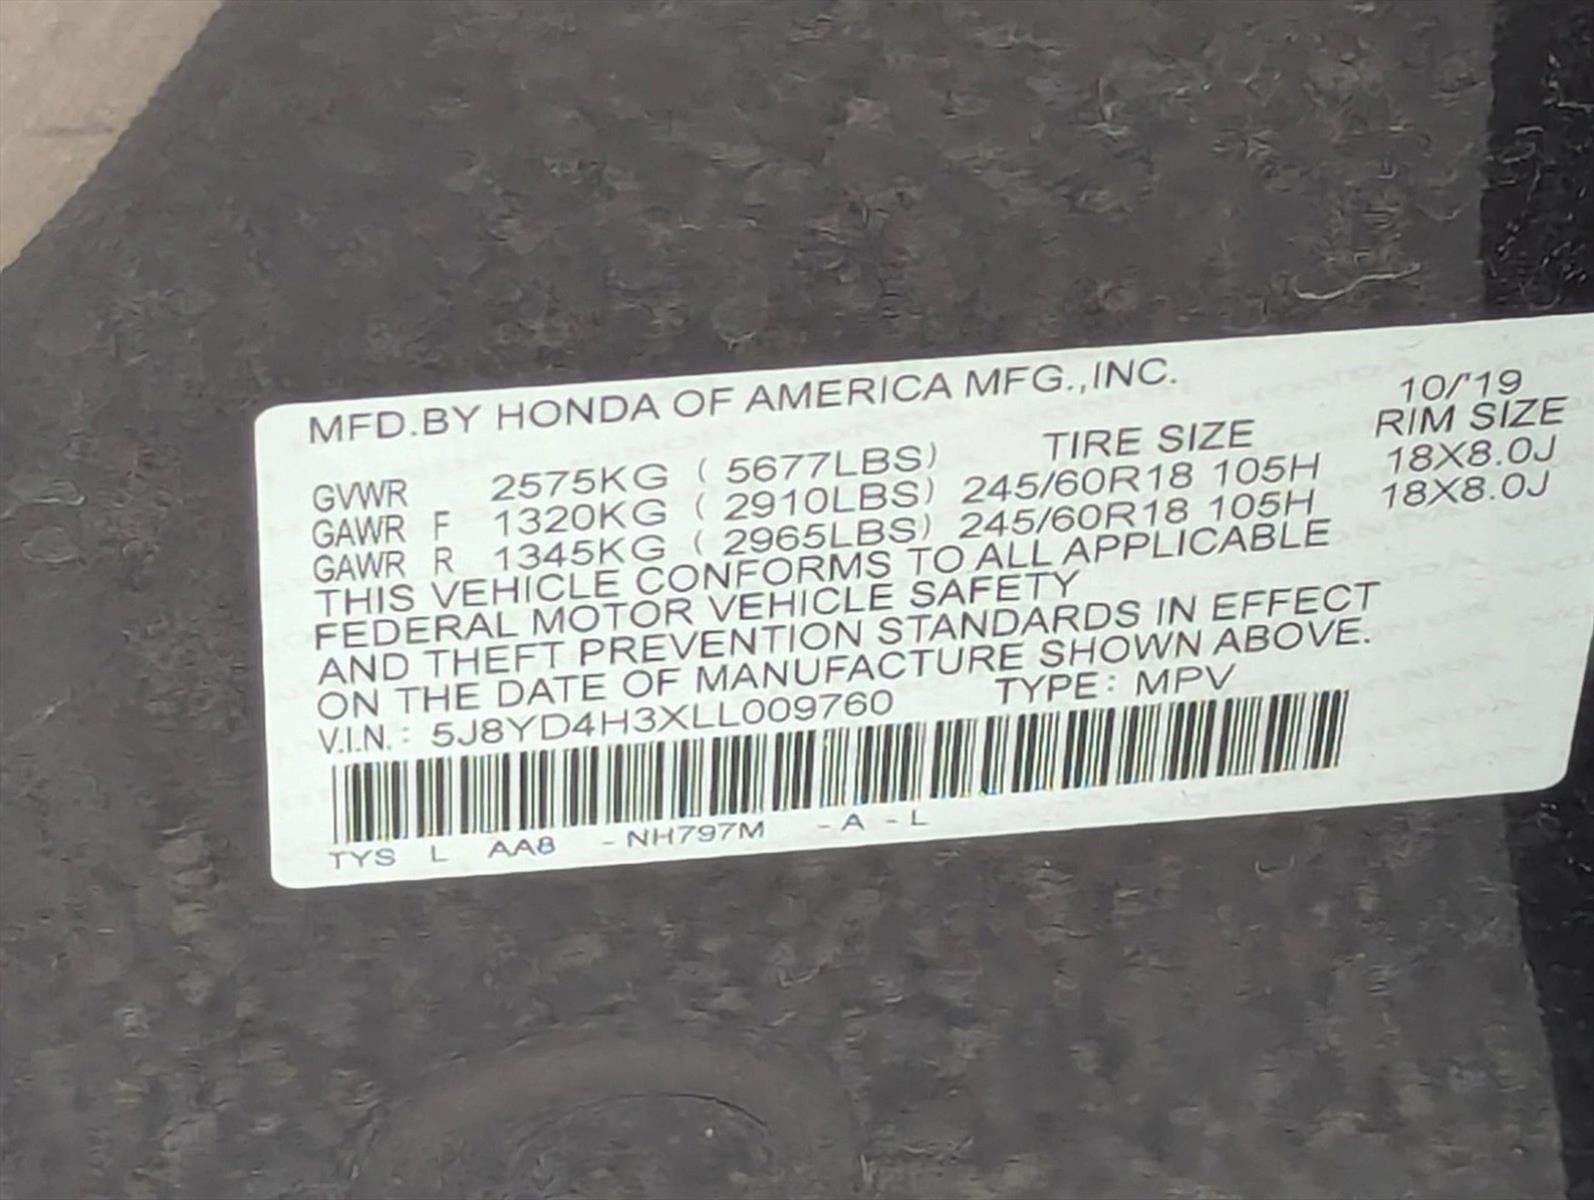 MFD.BY HONDA OF AMERICA MFG.,INC. 10/'19
GVWR 2575KG ( 5677LBS) TIRE SIZE RIM SIZE
GAWR F 1320KG ( 2910LBS) 245/60R18 105H 18X8.0J
GAWR R 1345KG ( 2965LBS) 245/60R18 105H 18X8.0J
THIS VEHICLE CONFORMS TO ALL APPLICABLE
FEDERAL MOTOR VEHICLE SAFETY
AND THEFT PREVENTION STANDARDS IN EFFECT
ON THE DATE OF MANUFACTURE SHOWN ABOVE.
V.I.N.: 5J8YD4H3XLL009760 TYPE: MPV
TYS L AA8 -NH797M -A -L